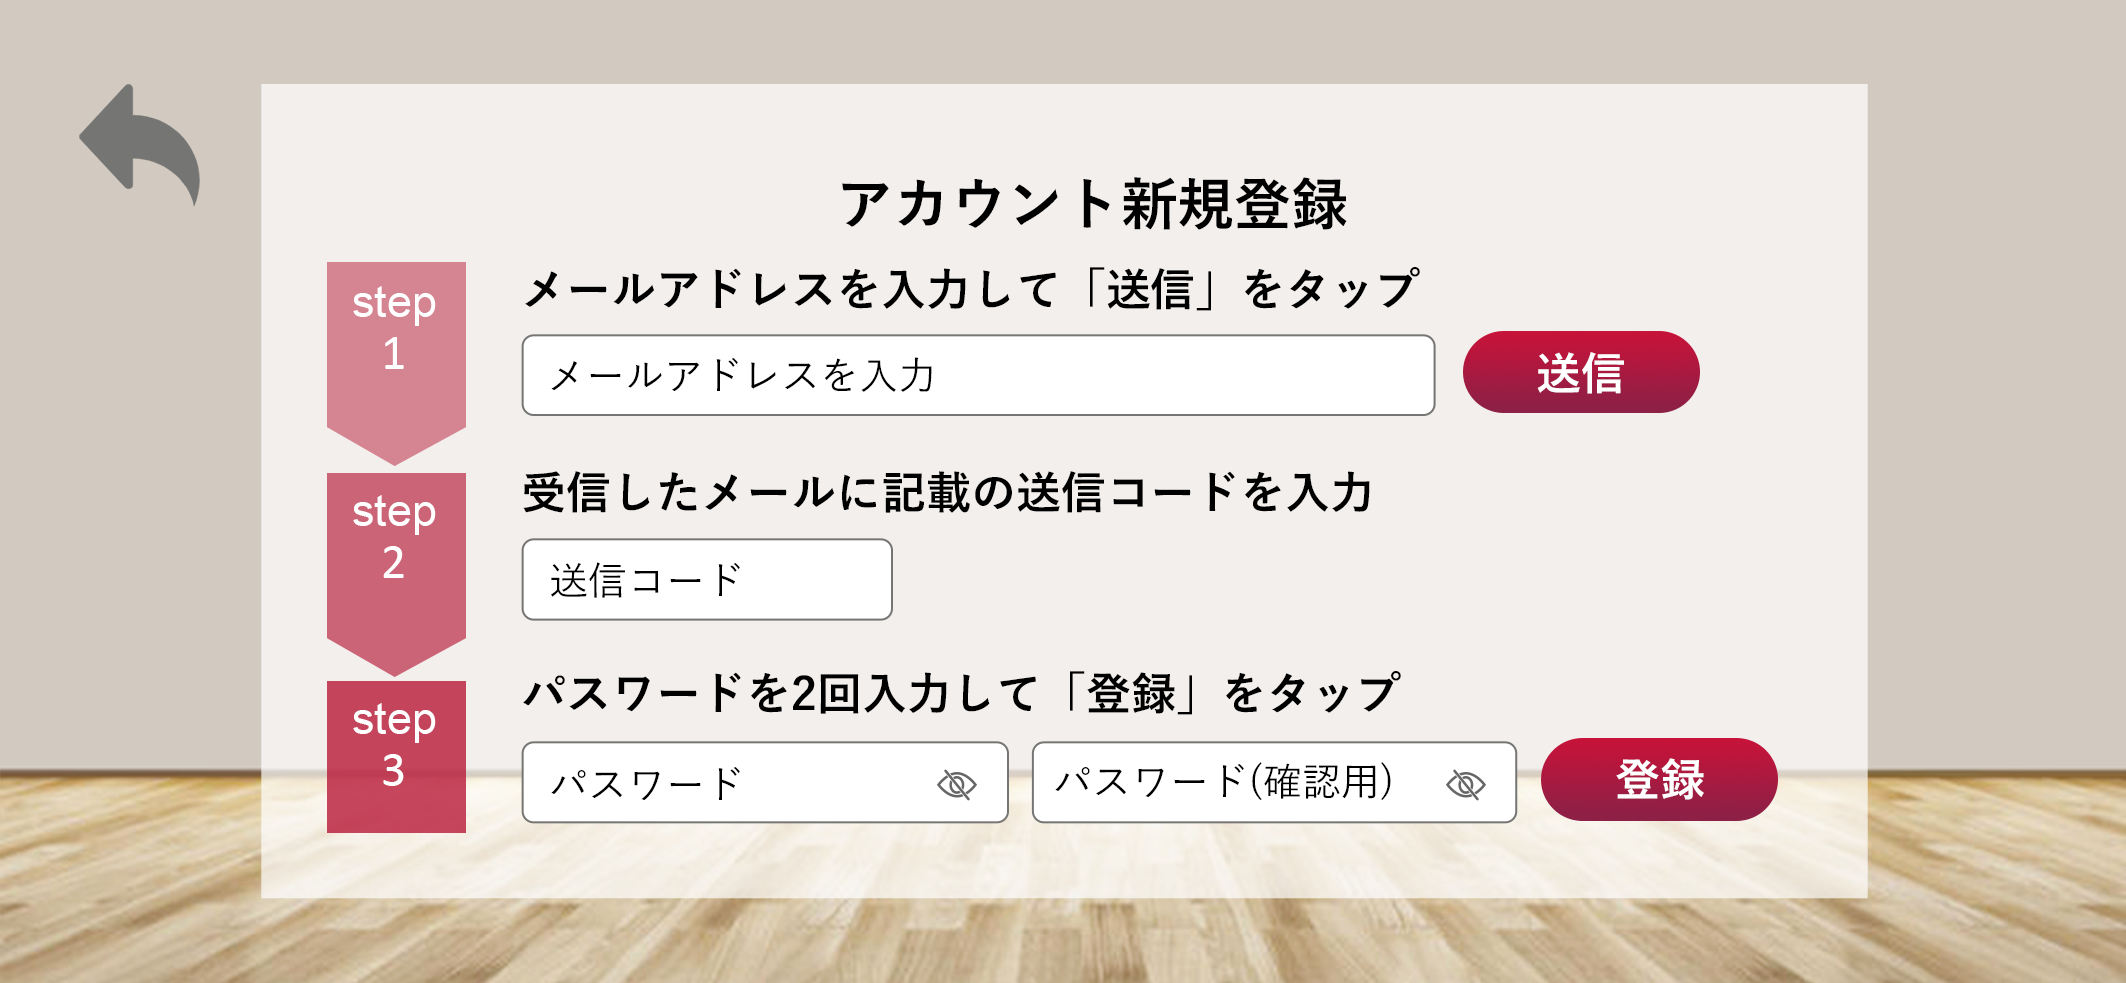 アカウント新規登録
step
1
メールアドレスを入力して「送信」をタップ
メールアドレスを入力
送信
step
2
受信したメールに記載の送信コードを入力
送信コード
step
3
パスワードを2回入力して「登録」をタップ
パスワード
パスワード(確認用)
登録